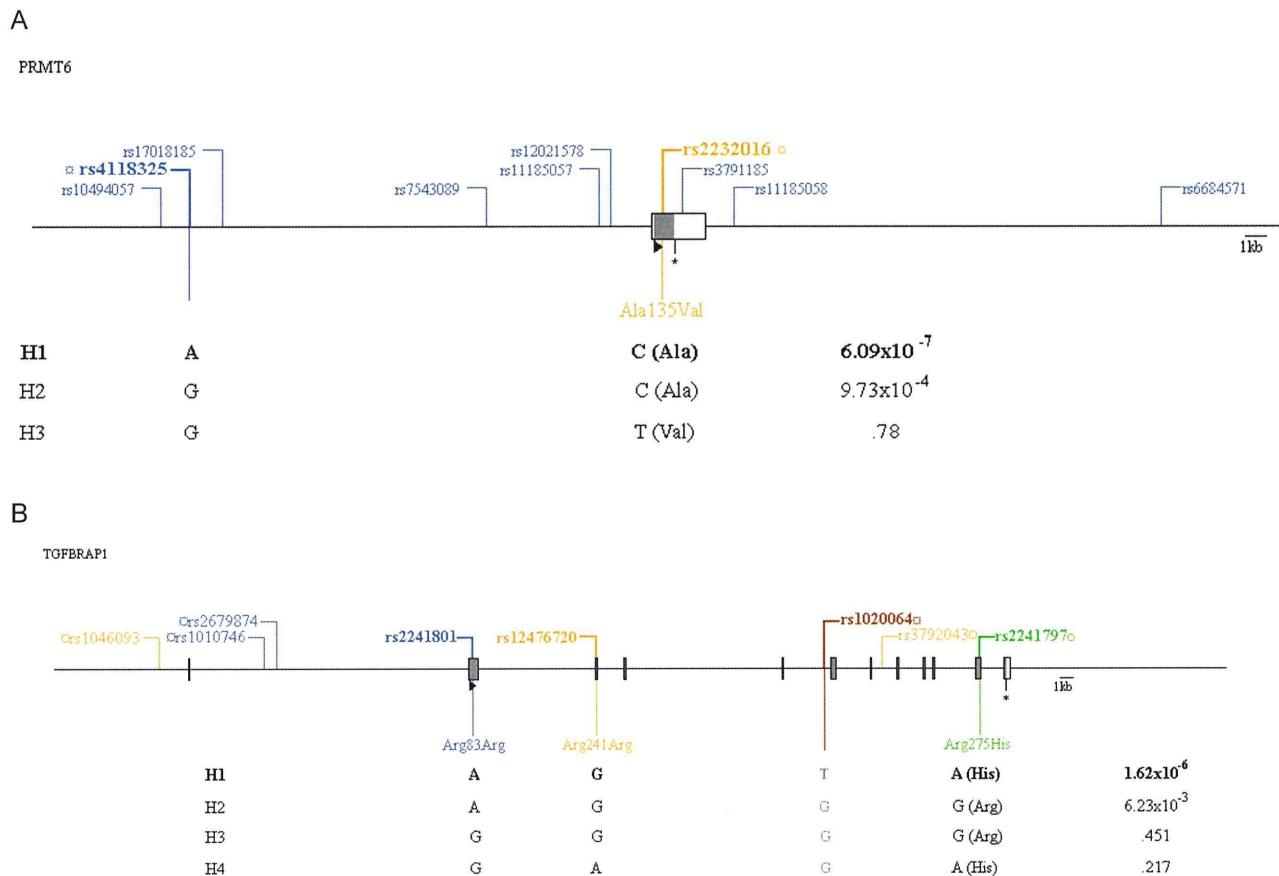 A
PRMT6
rs17018185
¤ rs4118325
rs10494057
rs7543089
rs12021578
rs11185057
rs2232016 ¤
rs3791185
rs11185058
rs6684571
1kb
*
Ala135Val
H1 A C (Ala) 6.09x10 -7
H2 G C (Ala) 9.73x10 -4
H3 G T (Val) .78
B
TGFBRAP1
¤rs1046093
¤rs2679874
¤rs1010746
rs2241801
rs12476720
rs1020064¤
rs3792043¤
rs2241797¤
1kb
*
Arg83Arg Arg241Arg Arg275His
H1 A G T A (His) 1.62x10 -6
H2 A G G G (Arg) 6.23x10 -3
H3 G G G G (Arg) .451
H4 G A G A (His) .217